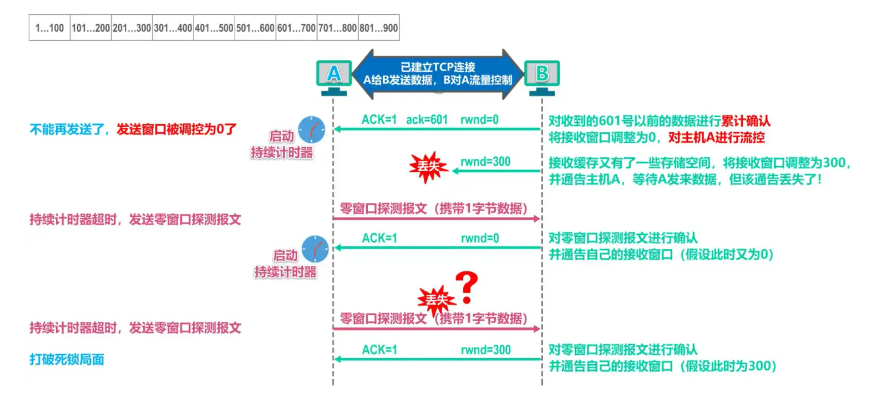 1…100 101…200 201…300 301…400 401…500 501…600 601…700 701…800 801…900
A
已建立TCP连接
A给B发送数据，B对A流量控制
B
不能再发送了，发送窗口被调控为0了
启动
持续计时器
ACK=1 ack=601 rwnd=0
对收到的601号以前的数据进行累计确认
将接收窗口调整为0，对主机A进行流控
丢失
rwnd=300
接收缓存又有了一些存储空间，将接收窗口调整为300，
并通告主机A，等待A发来数据，但该通告丢失了！
持续计时器超时，发送零窗口探测报文
零窗口探测报文（携带1字节数据）
启动
持续计时器
ACK=1 rwnd=0
对零窗口探测报文进行确认
并通告自己的接收窗口（假设此时又为0）
丢失 ?
持续计时器超时，发送零窗口探测报文
零窗口探测报文（携带1字节数据）
打破死锁局面
ACK=1 rwnd=300
对零窗口探测报文进行确认
并通告自己的接收窗口（假设此时为300）